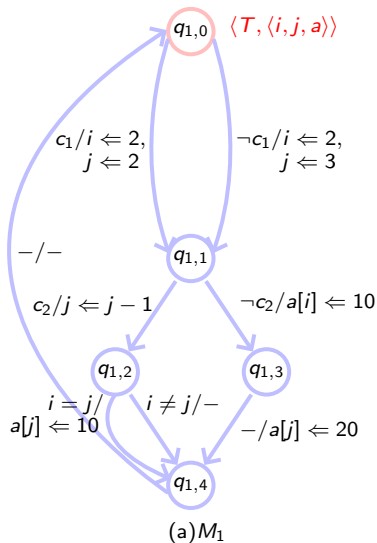 q1,0 ⟨T, ⟨i, j, a⟩⟩
c1/i ⇐ 2,
j ⇐ 2
¬c1/i ⇐ 2,
j ⇐ 3
−/−
q1,1
c2/j ⇐ j − 1
¬c2/a[i] ⇐ 10
q1,2
q1,3
i = j/
a[j] ⇐ 10
i ≠ j/−
−/a[j] ⇐ 20
q1,4
(a)M1